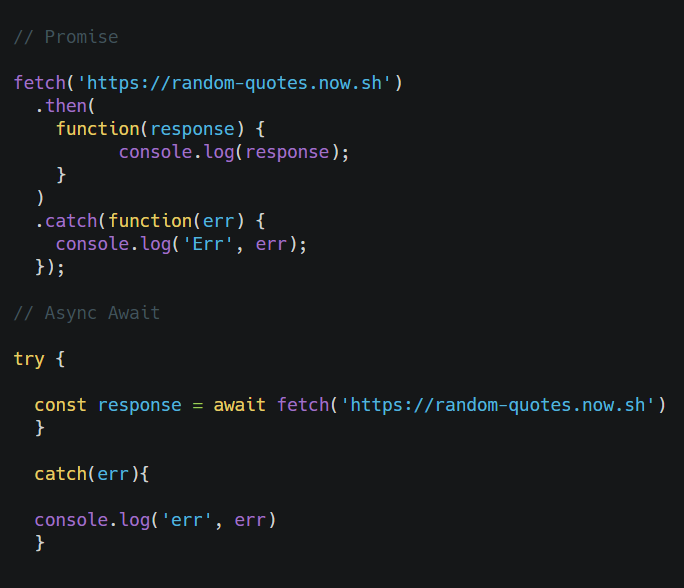 // Promise
fetch('https://random-quotes.now.sh')
.then(
function(response) {
console.log(response);
}
)
.catch(function(err) {
console.log('Err', err);
});
// Async Await
try {
const response = await fetch('https://random-quotes.now.sh')
}
catch(err){
console.log('err', err)
}